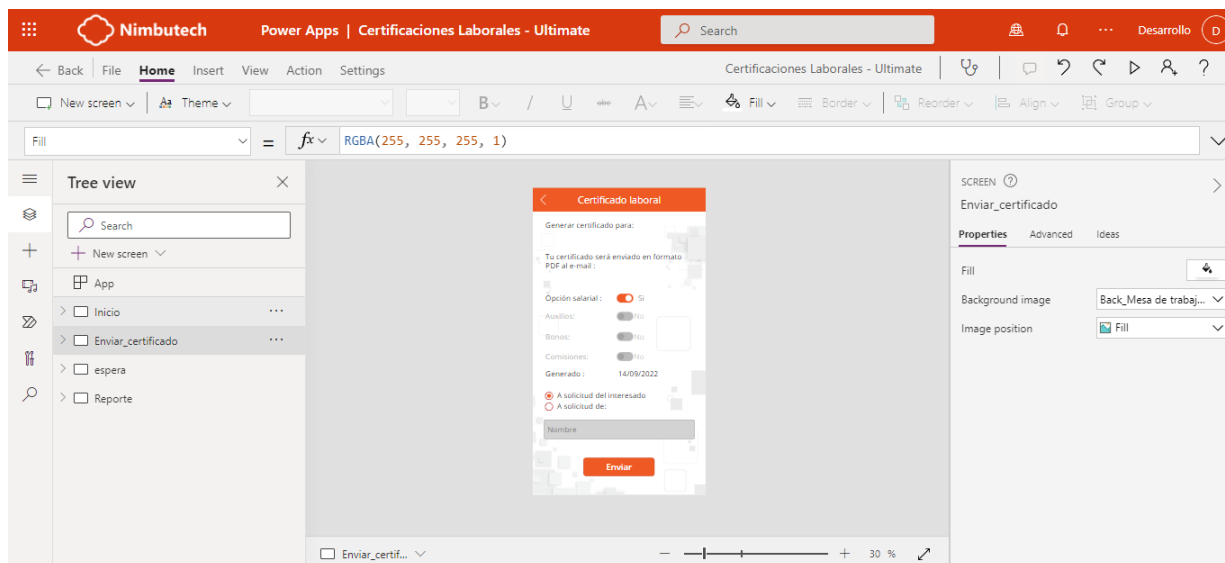 Nimbutech Power Apps | Certificaciones Laborales - Ultimate Search Desarrollo D
Back File Home Insert View Action Settings Certificaciones Laborales - Ultimate
New screen Aa Theme B / U abc A Fill Border Reorder Align Group
Fill = fx RGBA(255, 255, 255, 1)
Tree view
Search
New screen
App
Inicio
Enviar_certificado
espera
Reporte
Certificado laboral
Generar certificado para:
Tu certificado será enviado en formato
PDF al e-mail :
Opción salarial : Si
Auxilios: No
Bonos: No
Comisiones: No
Generado : 14/09/2022
A solicitud del interesado
A solicitud de:
Nombre
Enviar
Enviar_certif... 30 %
SCREEN
Enviar_certificado
Properties Advanced Ideas
Fill
Background image Back_Mesa de trabaj...
Image position Fill